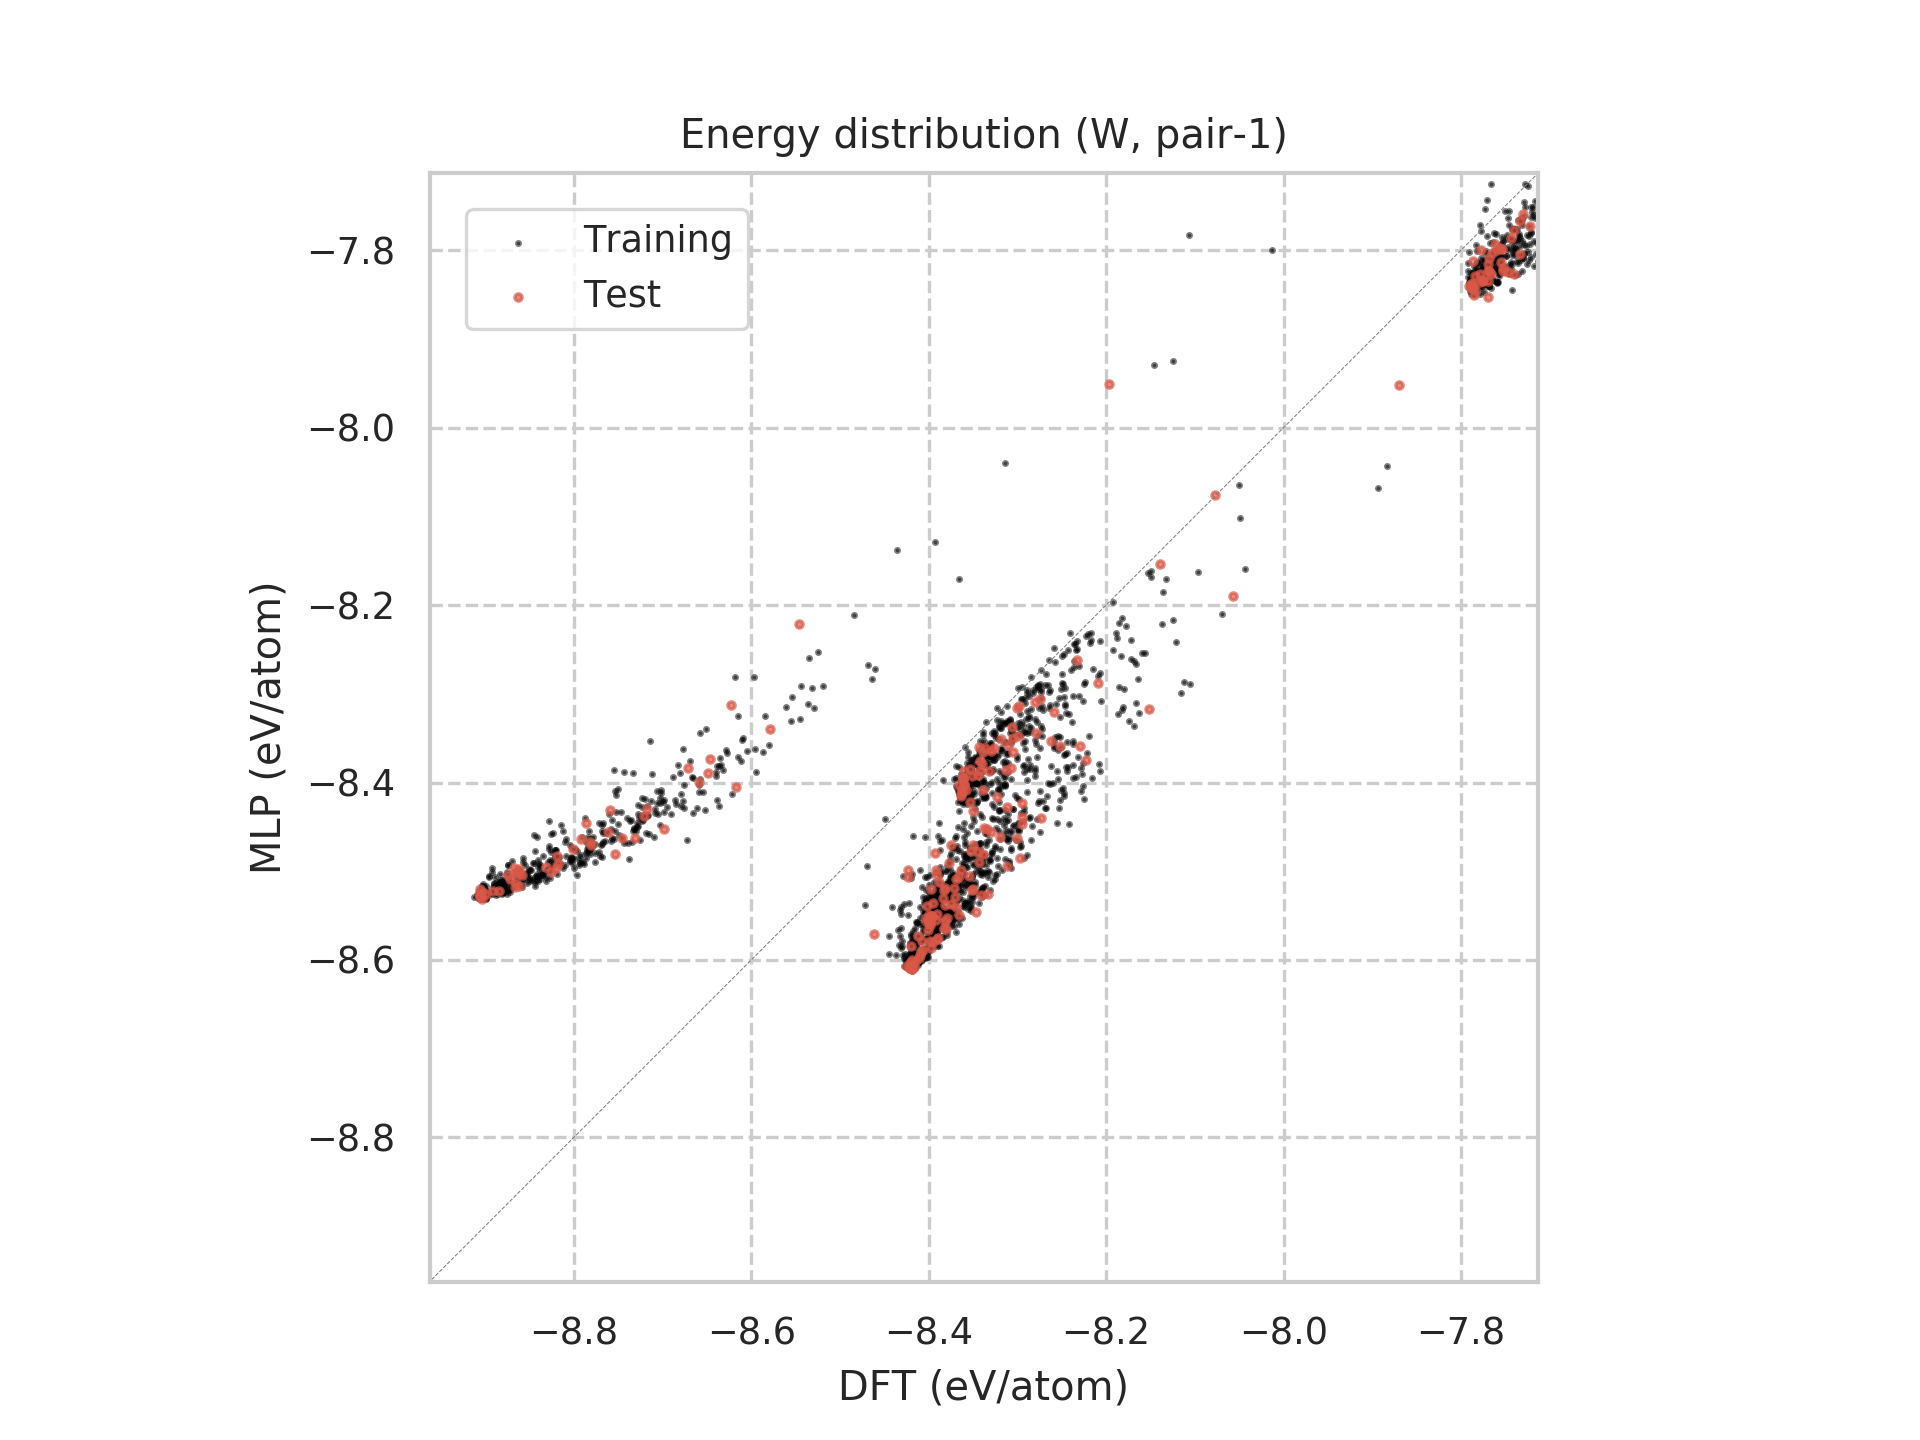 Energy distribution (W, pair-1)
Training
Test
−7.8
−8.0
−8.2
−8.4
−8.6
−8.8
MLP (eV/atom)
−8.8 −8.6 −8.4 −8.2 −8.0 −7.8
DFT (eV/atom)